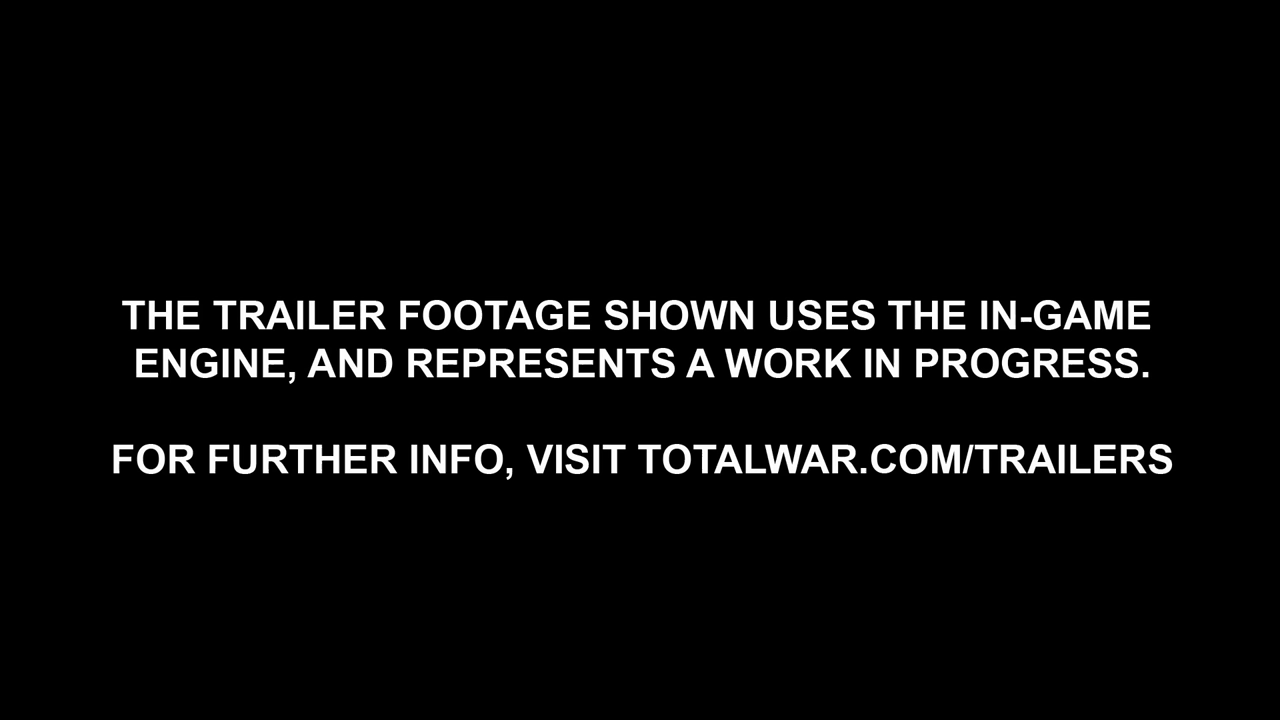 THE TRAILER FOOTAGE SHOWN USES THE IN-GAME
ENGINE, AND REPRESENTS A WORK IN PROGRESS.
FOR FURTHER INFO, VISIT TOTALWAR.COM/TRAILERS